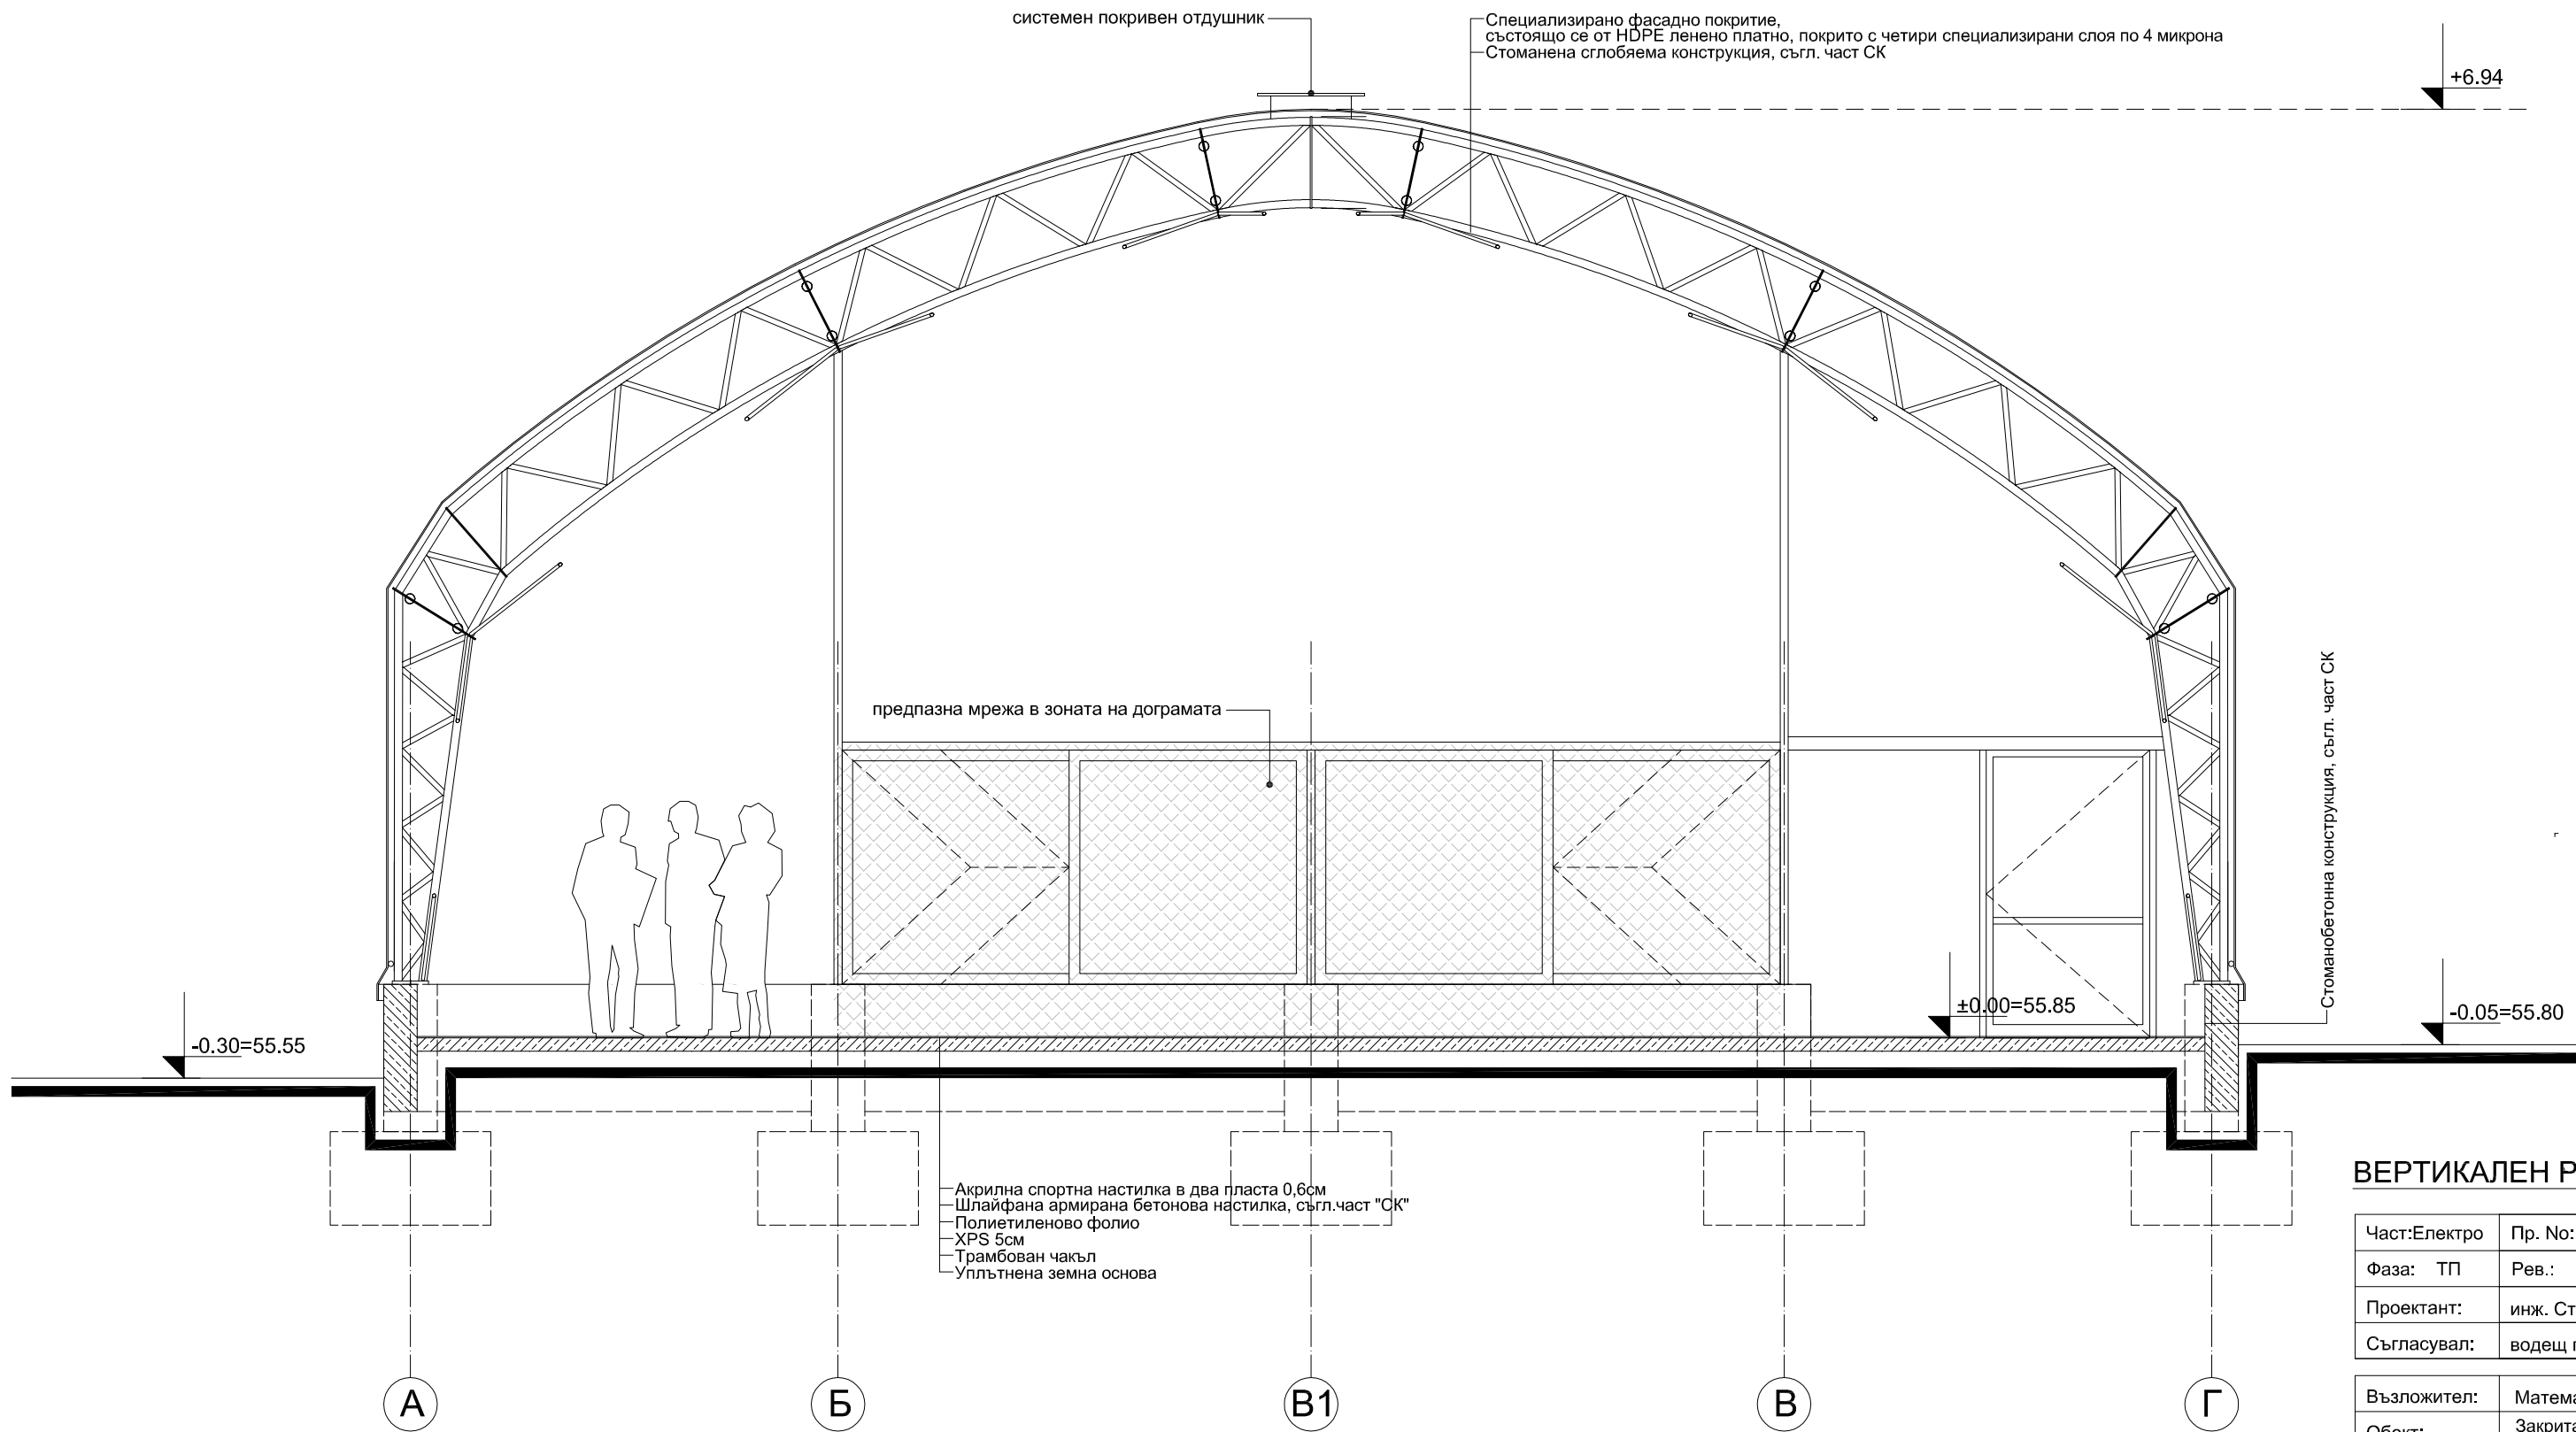 системен покривен отдушник
Специализирано фасадно покритие,
състоящо се от HDPE ленено платно, покрито с четири специализирани слоя по 4 микрона
Стоманена сглобяема конструкция, съгл. част СК
+6.94
предпазна мрежа в зоната на дограмата
Стоманобетонна конструкция, съгл. част СК
-0.30=55.55
±0.00=55.85
-0.05=55.80
Акрилна спортна настилка в два пласта 0,6см
Шлайфана армирана бетонова настилка, съгл.част "СК"
Полиетиленово фолио
XPS 5см
Трамбован чакъл
Уплътнена земна основа
А
Б
В1
В
Г
ВЕРТИКАЛЕН
Част:Електро Пр. No:
Фаза: ТП Рев.:
Проектант: инж.
Съгласувал: водещ
Възложител: